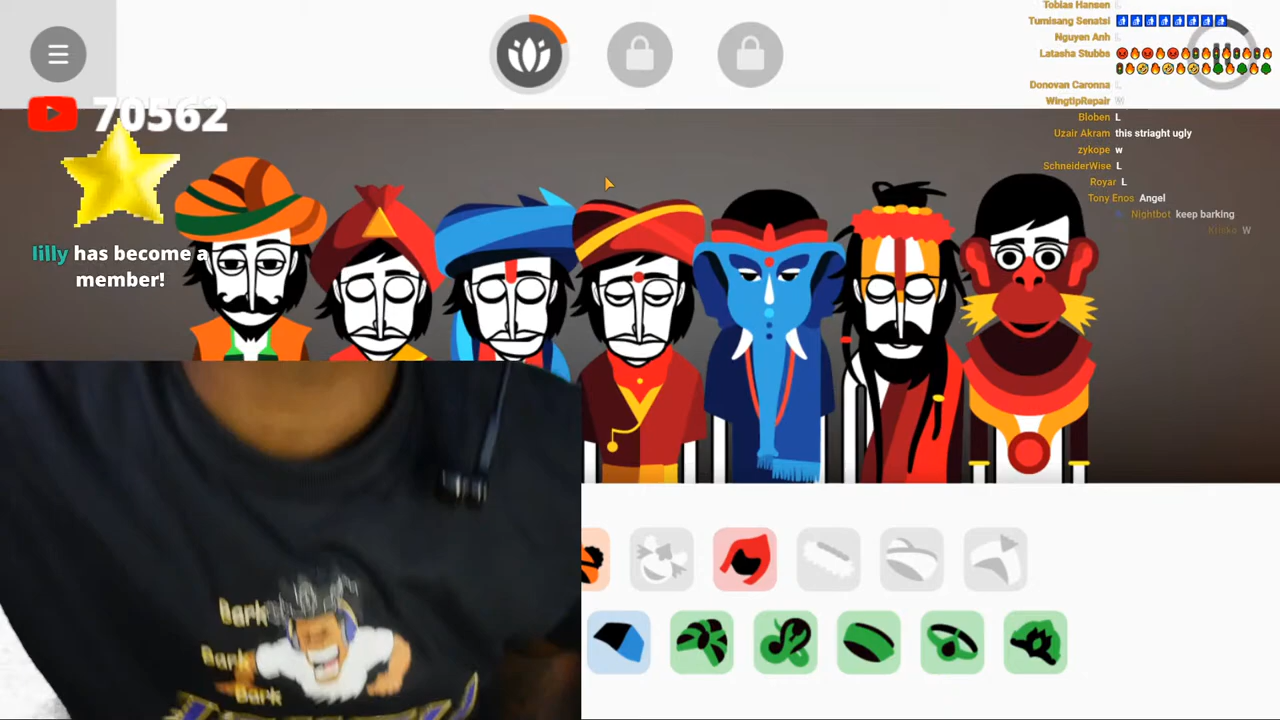 70562
lilly has become a
member!
Tobias Hansen L
Tumisang Senatsi
Nguyen Anh L
Latasha Stubbs
Donovan Caronna L
WingtipRepair W
Bloben L
Uzair Akram this striaght ugly
zykope w
SchneiderWise L
Royar L
Tony Enos Angel
Nightbot keep barking
W
Bark
Bark
Bark